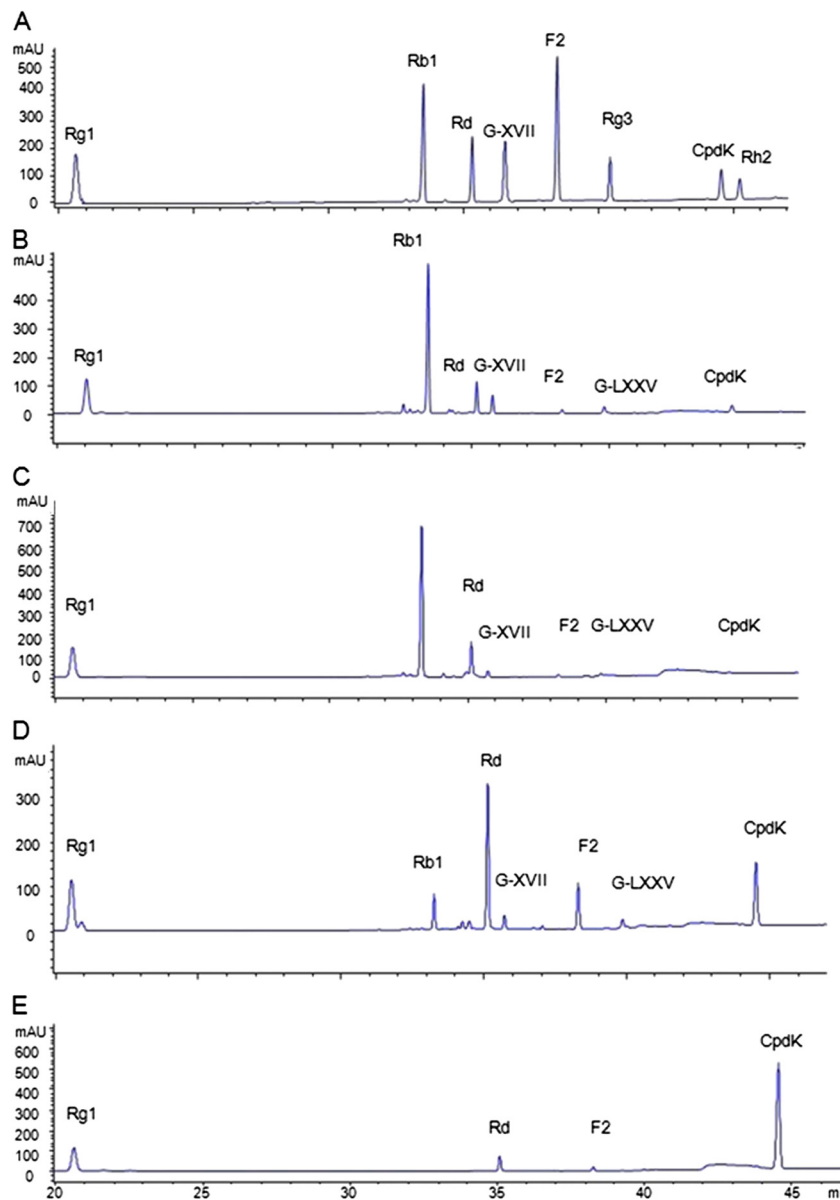 A
mAU
F2
500
Rb1
400
300
Rg1
Rd
G-XVII
Rg3
200
CpdK
Rh2
100
0
B
mAU
Rb1
400
300
Rg1
Rd
G-XVII
F2
G-LXXV
CpdK
200
100
0
C
mAU
700
600
500
Rd
400
Rg1
300
G-XVII
F2
G-LXXV
CpdK
200
100
0
D
mAU
Rd
300
200
Rg1
Rb1
G-XVII
F2
G-LXXV
CpdK
100
0
E
mAU
CpdK
600
500
400
300
Rg1
Rd
F2
200
100
0
20
25
30
35
40
45
m